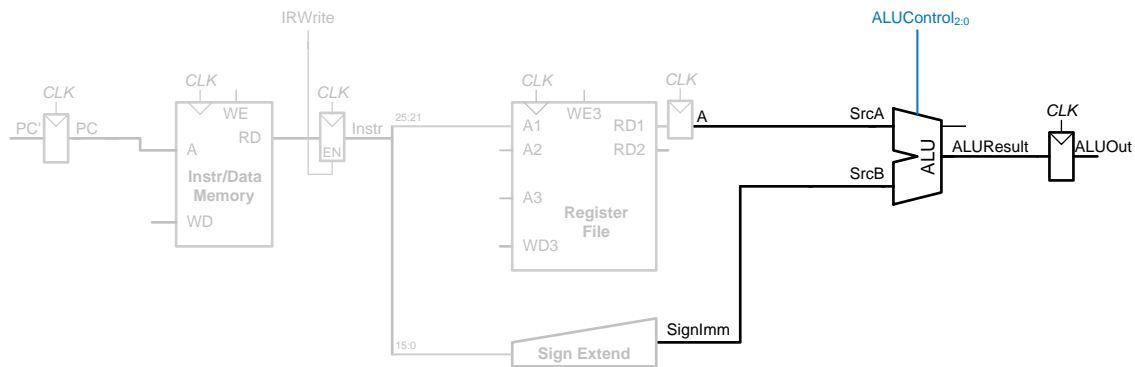 IRWrite
ALUControl2:0
CLK
CLK
CLK
CLK
CLK
CLK
PC'
PC
WE
RD
A
Instr/Data
Memory
WD
EN
Instr
25:21
15:0
A1
A2
A3
WD3
WE3
RD1
RD2
Register
File
A
Sign Extend
SignImm
SrcA
SrcB
ALU
ALUResult
ALUOut